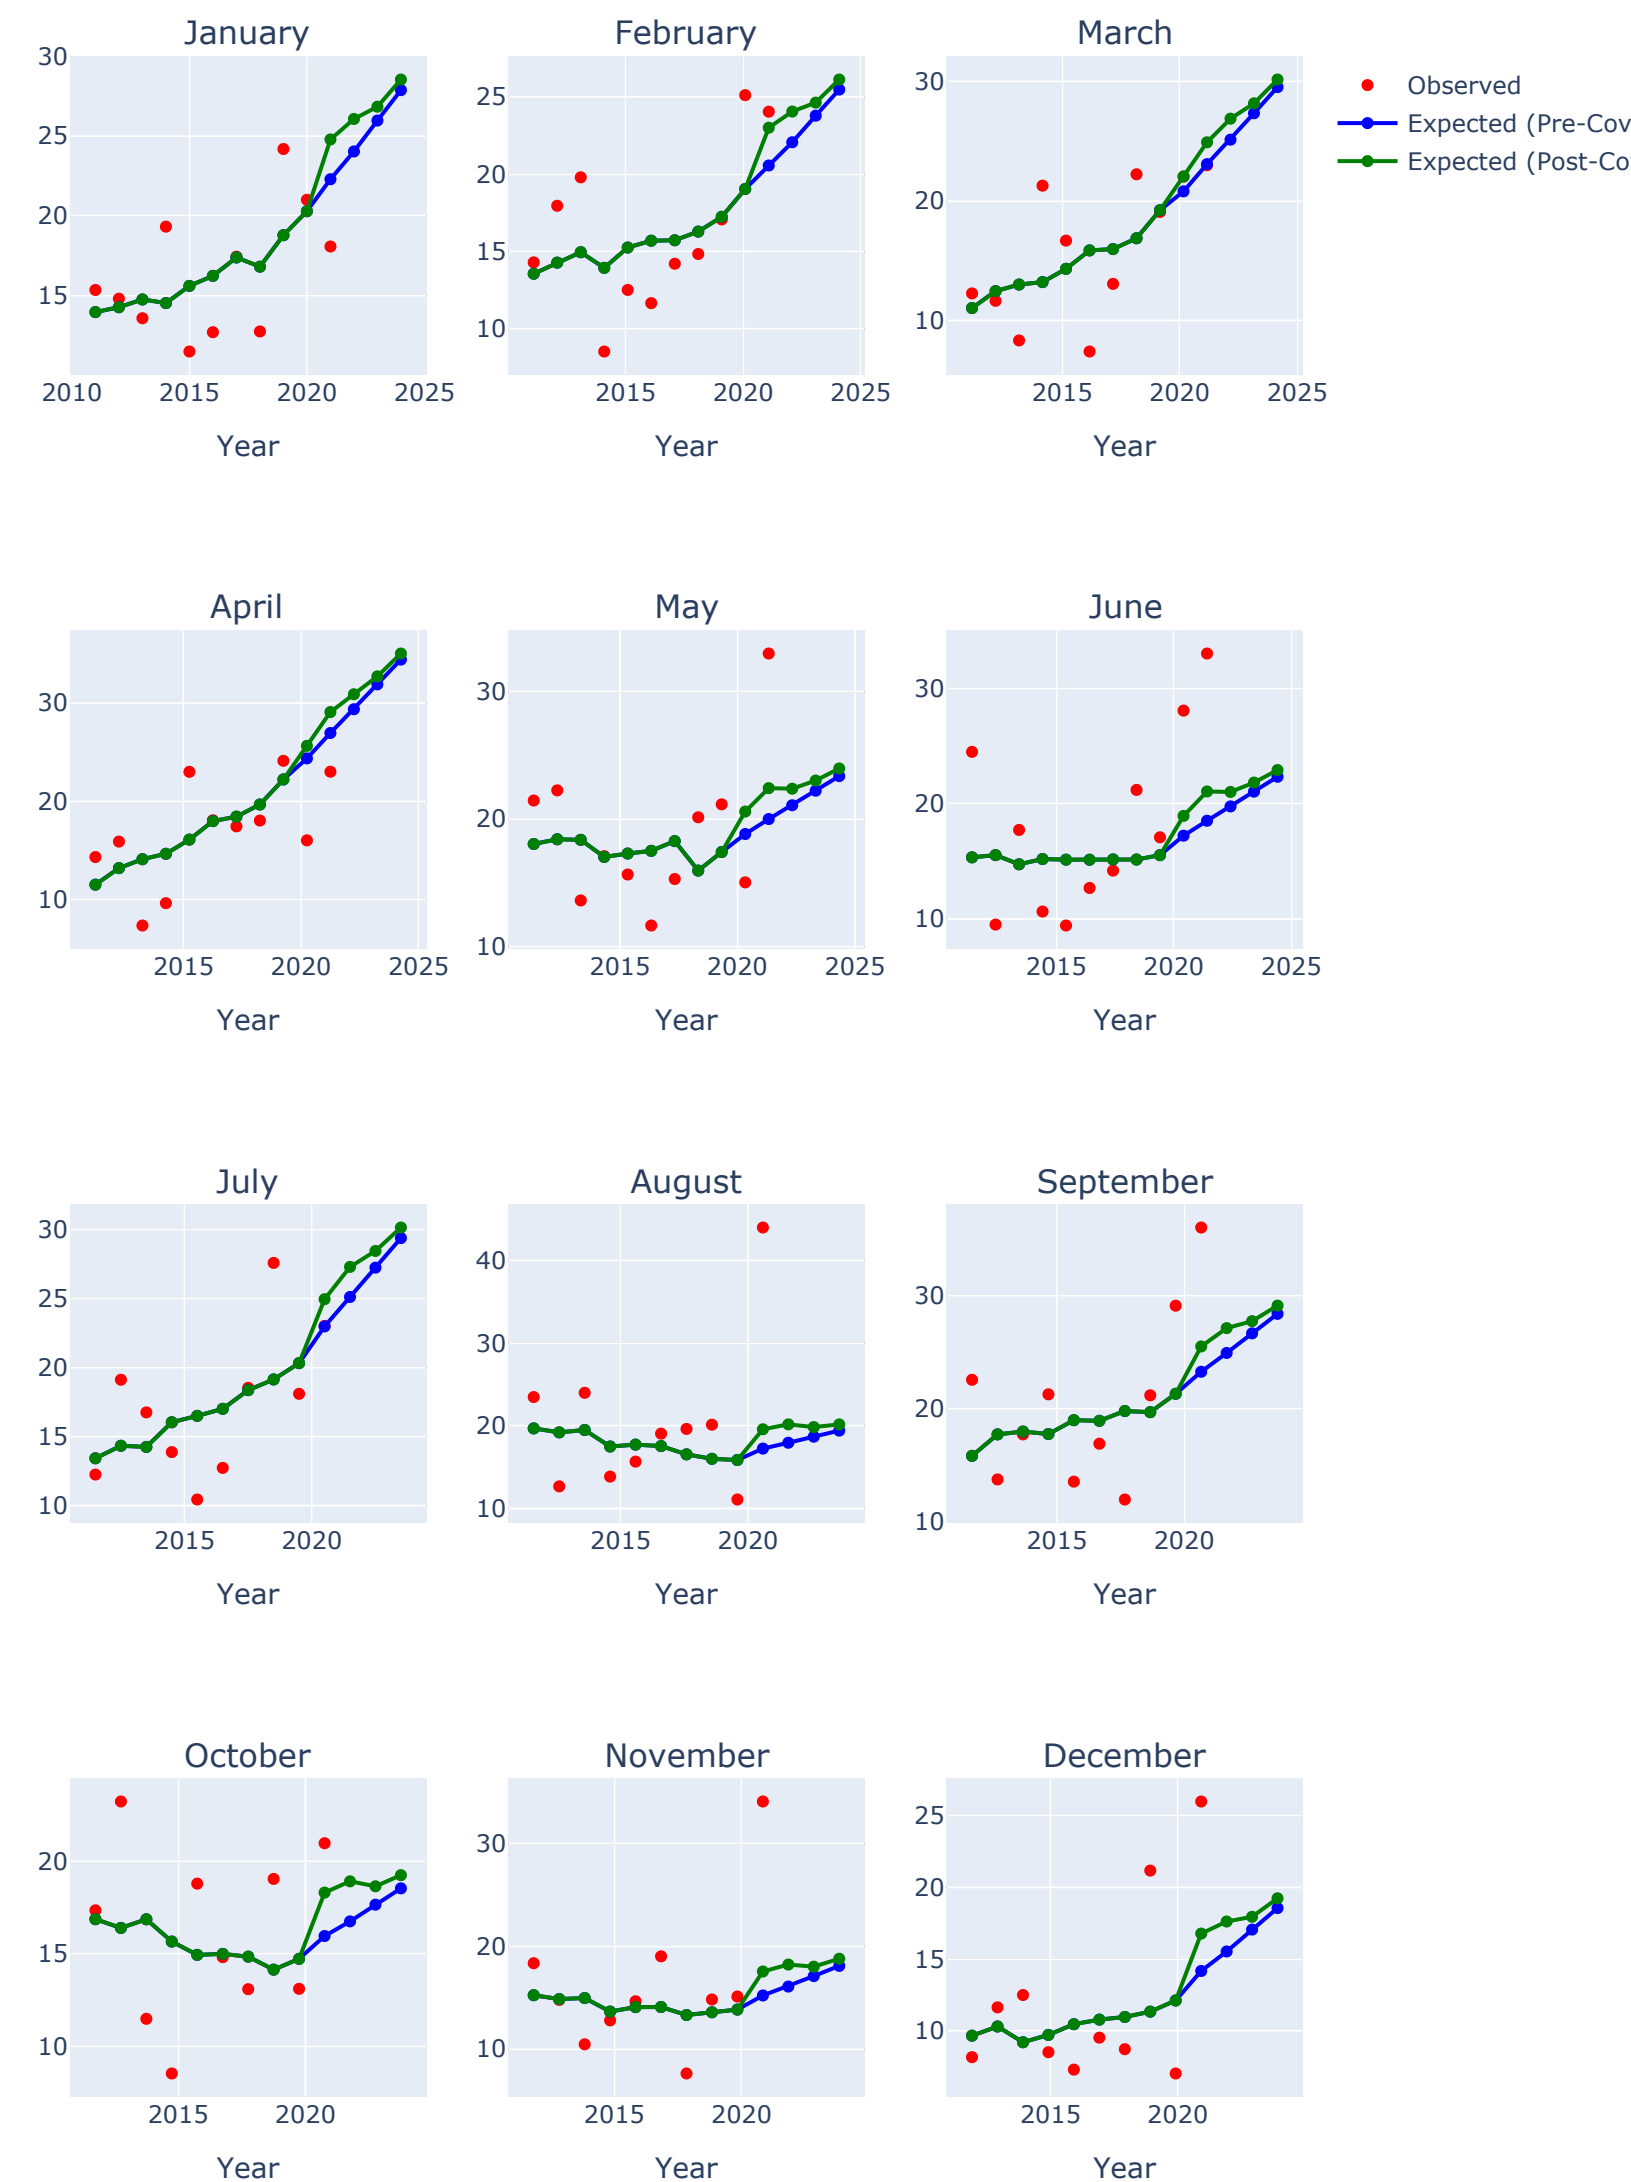 January
February
March
30
25
20
15
2010
2015
2020
2025
Year
25
20
15
10
2015
2020
2025
Year
30
20
10
2015
2020
2025
Year
Observed
Expected (Pre-Cov
Expected (Post-Co
April
May
June
30
20
10
2015
2020
2025
Year
30
20
10
2015
2020
2025
Year
30
20
10
2015
2020
2025
Year
July
August
September
30
25
20
15
10
2015
2020
Year
40
30
20
10
2015
2020
Year
30
20
10
2015
2020
Year
October
November
December
20
15
10
2015
2020
Year
30
20
10
2015
2020
Year
25
20
15
10
2015
2020
Year